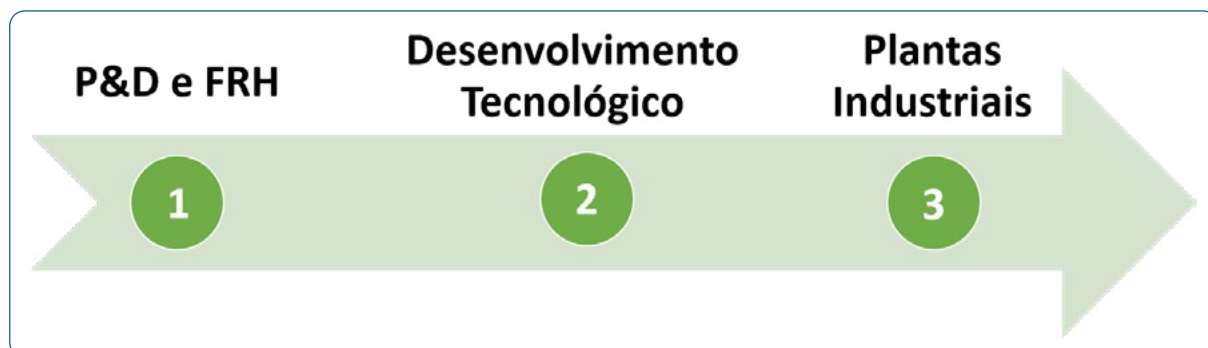 P&D e FRH
1
Desenvolvimento
Tecnológico
2
Plantas
Industriais
3